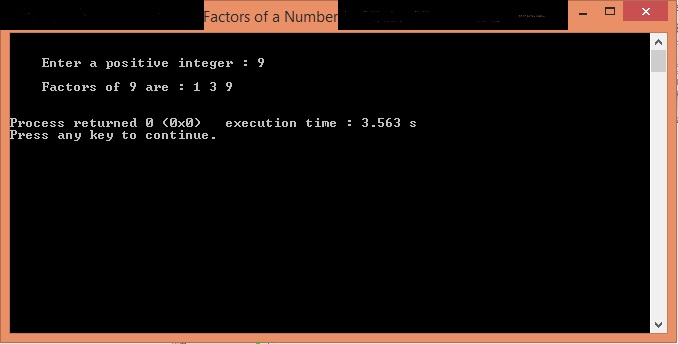 Factors of a Number
Enter a positive integer : 9
Factors of 9 are : 1 3 9
Process returned 0 (0x0)   execution time : 3.563 s
Press any key to continue.